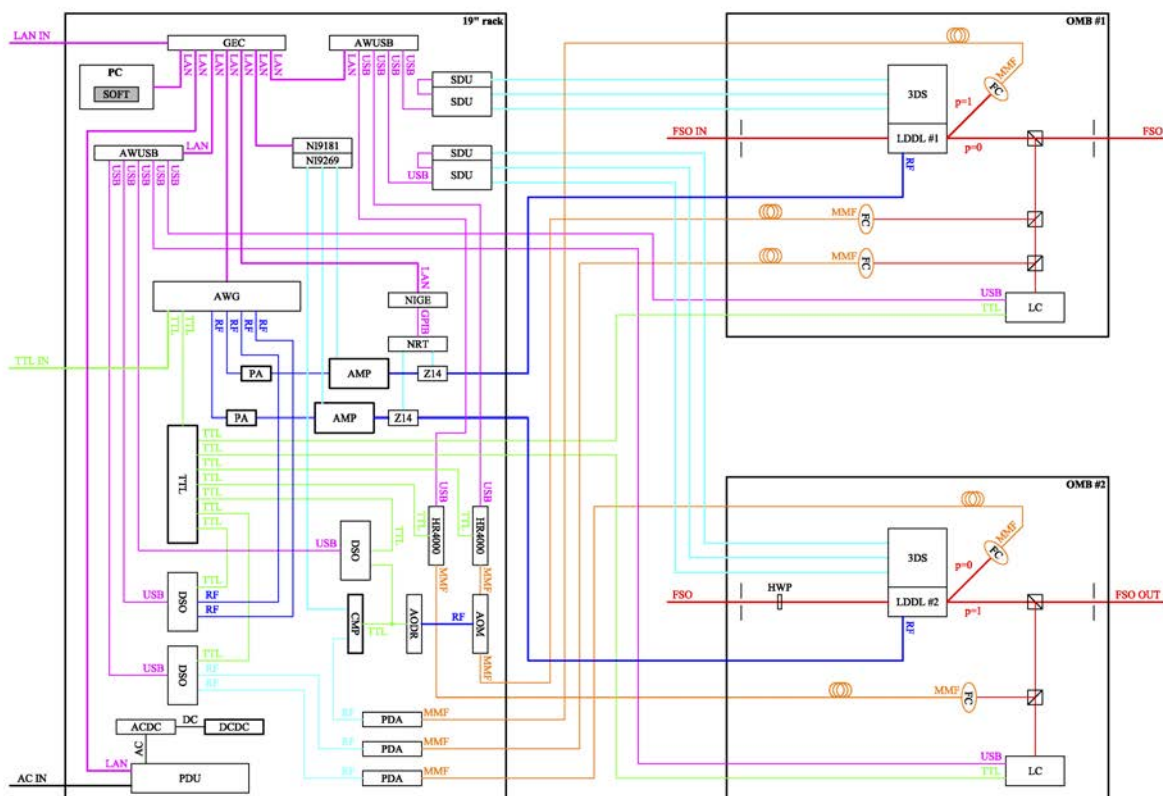 19" rack
OMB #1
LAN IN
GEC
AWUSB
LAN
LAN
LAN
LAN
LAN
LAN
LAN
LAN
USB
USB
USB
USB
PC
SOFT
SDU
SDU
MMF
FC
3DS
p=1
FSO IN
LDDL #1
FSO
p=0
RF
AWUSB
LAN
NI9181
NI9269
SDU
USB
SDU
USB
USB
USB
USB
USB
MMF
FC
MMF
FC
LAN
AWG
NIGE
USB
TTL
LC
GPIB
TTL
TTL
RF
RF
RF
RF
NRT
TTL IN
PA
AMP
Z14
PA
AMP
Z14
TTL
TTL
TTL
TTL
TTL
TTL
TTL
TTL
OMB #2
USB
USB
MMF
FC
TTL
TTL
TTL
HR4000
HR4000
USB
DSO
3DS
p=0
MMF
MMF
TTL
USB
DSO
RF
RF
HWP
FSO
LDDL #2
FSO OUT
p=1
CMP
TTL
AODR
RF
AOM
RF
TTL
USB
DSO
RF
RF
MMF
MMF
MMF
FC
RF
PDA
MMF
ACDC
DC
DCDC
RF
PDA
MMF
AC
USB
TTL
LC
LAN
PDU
RF
PDA
MMF
AC IN